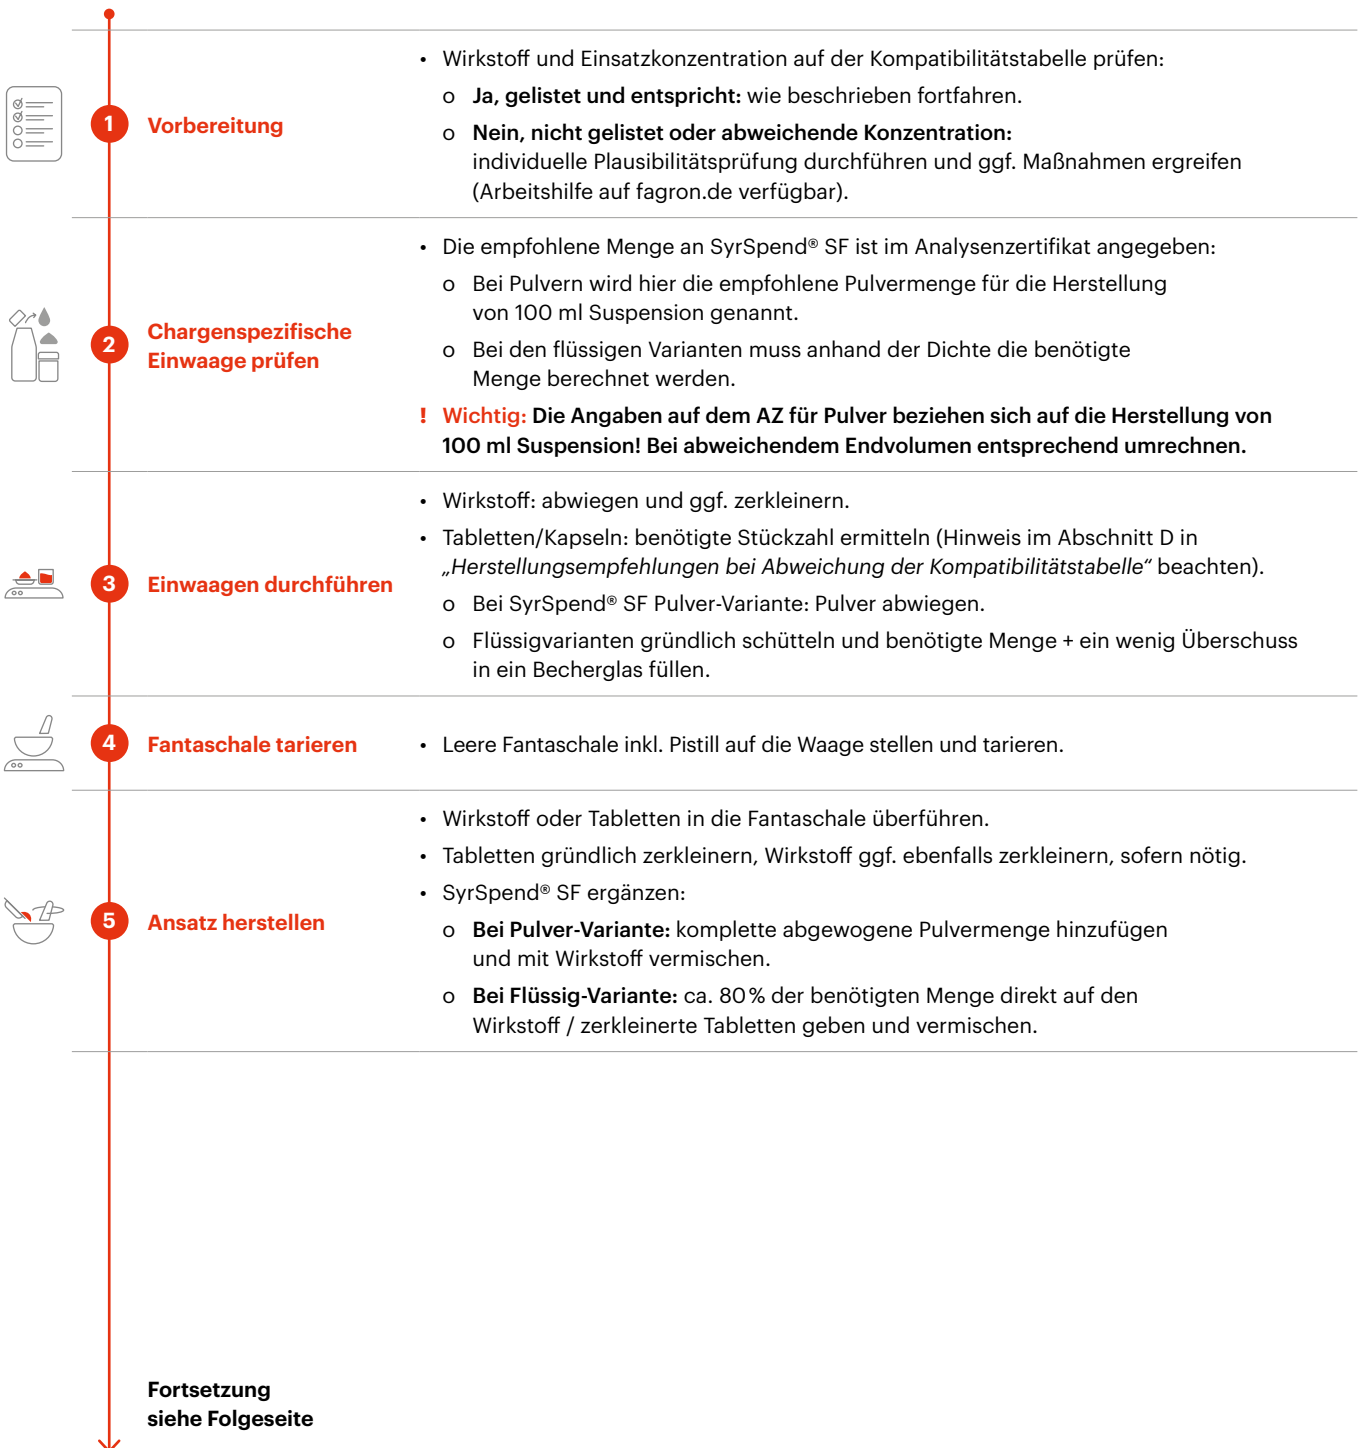 1
Vorbereitung
• Wirkstoff und Einsatzkonzentration auf der Kompatibilitätstabelle prüfen:
o Ja, gelistet und entspricht: wie beschrieben fortfahren.
o Nein, nicht gelistet oder abweichende Konzentration:
individuelle Plausibilitätsprüfung durchführen und ggf. Maßnahmen ergreifen
(Arbeitshilfe auf fagron.de verfügbar).
2
Chargenspezifische
Einwaage prüfen
• Die empfohlene Menge an SyrSpend® SF ist im Analysenzertifikat angegeben:
o Bei Pulvern wird hier die empfohlene Pulvermenge für die Herstellung
von 100 ml Suspension genannt.
o Bei den flüssigen Varianten muss anhand der Dichte die benötigte
Menge berechnet werden.
! Wichtig: Die Angaben auf dem AZ für Pulver beziehen sich auf die Herstellung von
100 ml Suspension! Bei abweichendem Endvolumen entsprechend umrechnen.
3
Einwaagen durchführen
• Wirkstoff: abwiegen und ggf. zerkleinern.
• Tabletten/Kapseln: benötigte Stückzahl ermitteln (Hinweis im Abschnitt D in
„Herstellungsempfehlungen bei Abweichung der Kompatibilitätstabelle“ beachten).
o Bei SyrSpend® SF Pulver-Variante: Pulver abwiegen.
o Flüssigvarianten gründlich schütteln und benötigte Menge + ein wenig Überschuss
in ein Becherglas füllen.
4
Fantaschale tarieren
• Leere Fantaschale inkl. Pistill auf die Waage stellen und tarieren.
5
Ansatz herstellen
• Wirkstoff oder Tabletten in die Fantaschale überführen.
• Tabletten gründlich zerkleinern, Wirkstoff ggf. ebenfalls zerkleinern, sofern nötig.
• SyrSpend® SF ergänzen:
o Bei Pulver-Variante: komplette abgewogene Pulvermenge hinzufügen
und mit Wirkstoff vermischen.
o Bei Flüssig-Variante: ca. 80 % der benötigten Menge direkt auf den
Wirkstoff / zerkleinerte Tabletten geben und vermischen.
Fortsetzung
siehe Folgeseite